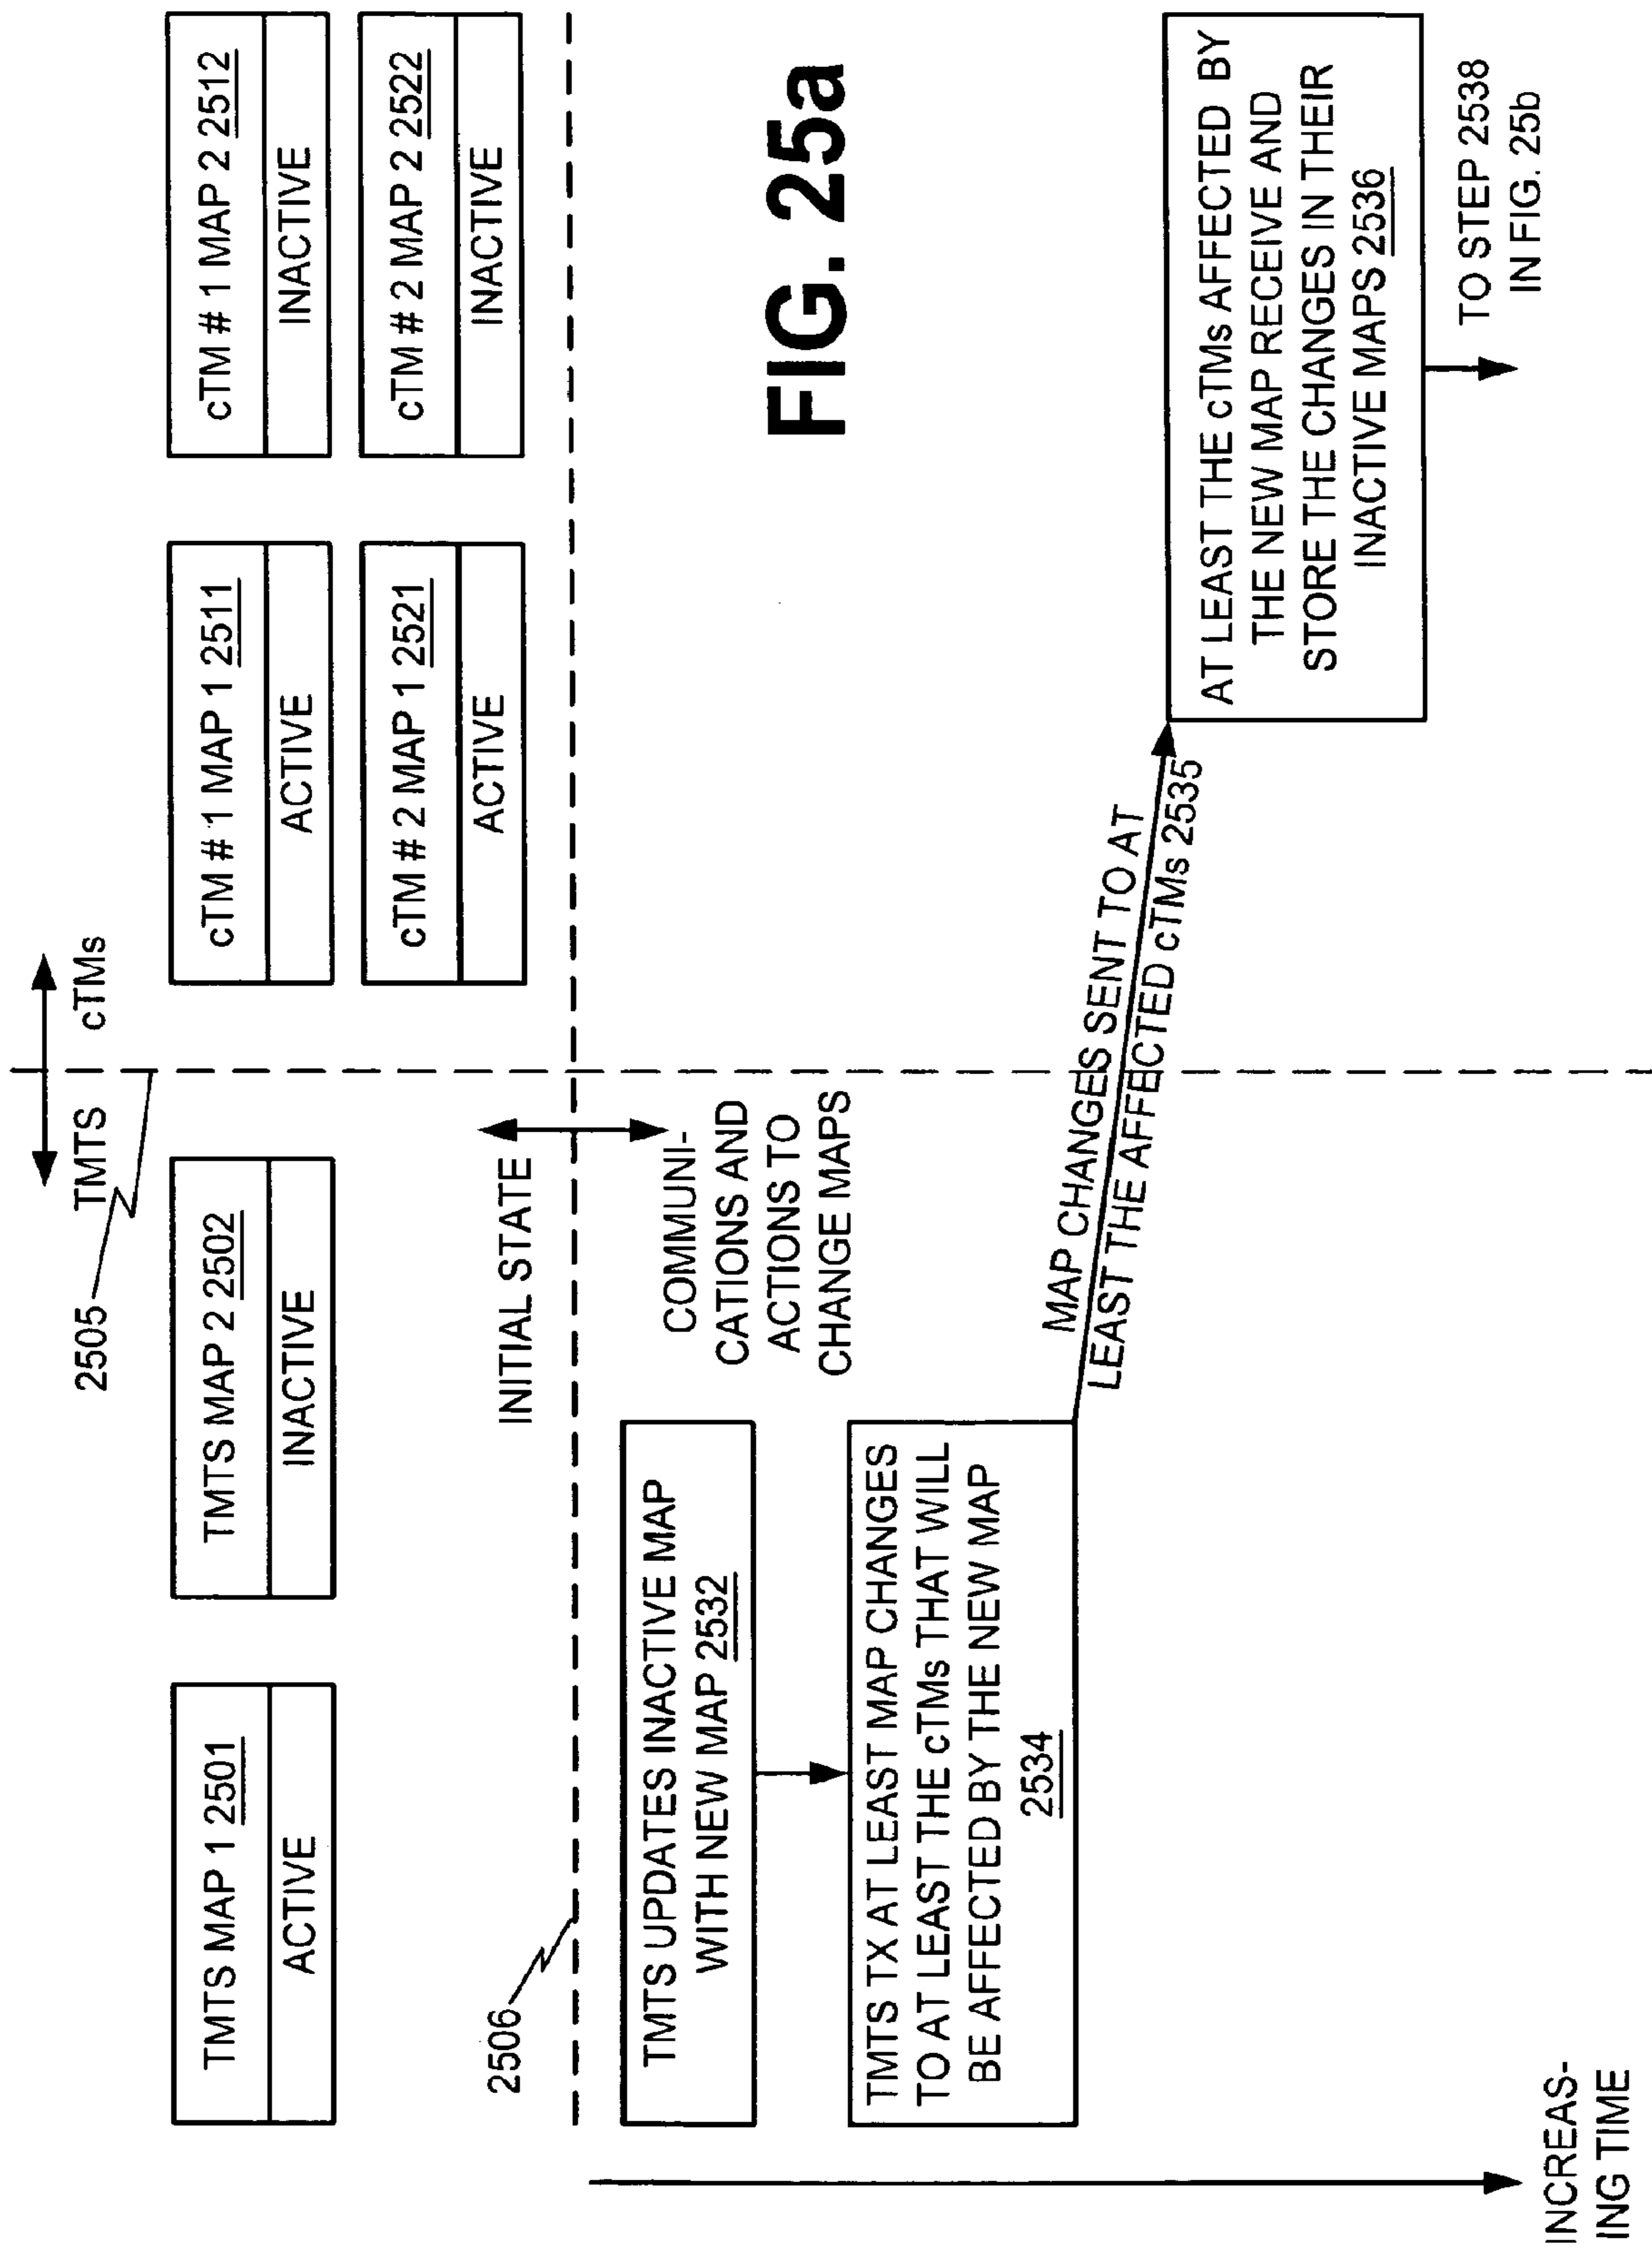 TMTS
cTMs
2505
TMTS MAP 1 2501
ACTIVE
TMTS MAP 2 2502
INACTIVE
cTM # 1 MAP 1 2511
ACTIVE
cTM # 1 MAP 2 2512
INACTIVE
cTM # 2 MAP 1 2521
ACTIVE
cTM # 2 MAP 2 2522
INACTIVE
2506
INITIAL STATE
COMMUNI-
CATIONS AND
ACTIONS TO
CHANGE MAPS
TMTS UPDATES INACTIVE MAP
WITH NEW MAP 2532
TMTS TX AT LEAST MAP CHANGES
TO AT LEAST THE cTMs THAT WILL
BE AFFECTED BY THE NEW MAP
2534
MAP CHANGES SENT TO AT
LEAST THE AFFECTED cTMs 2535
AT LEAST THE cTMs AFFECTED BY
THE NEW MAP RECEIVE AND
STORE THE CHANGES IN THEIR
INACTIVE MAPS 2536
TO STEP 2538
IN FIG. 25b
INCREAS-
ING TIME
FIG. 25a